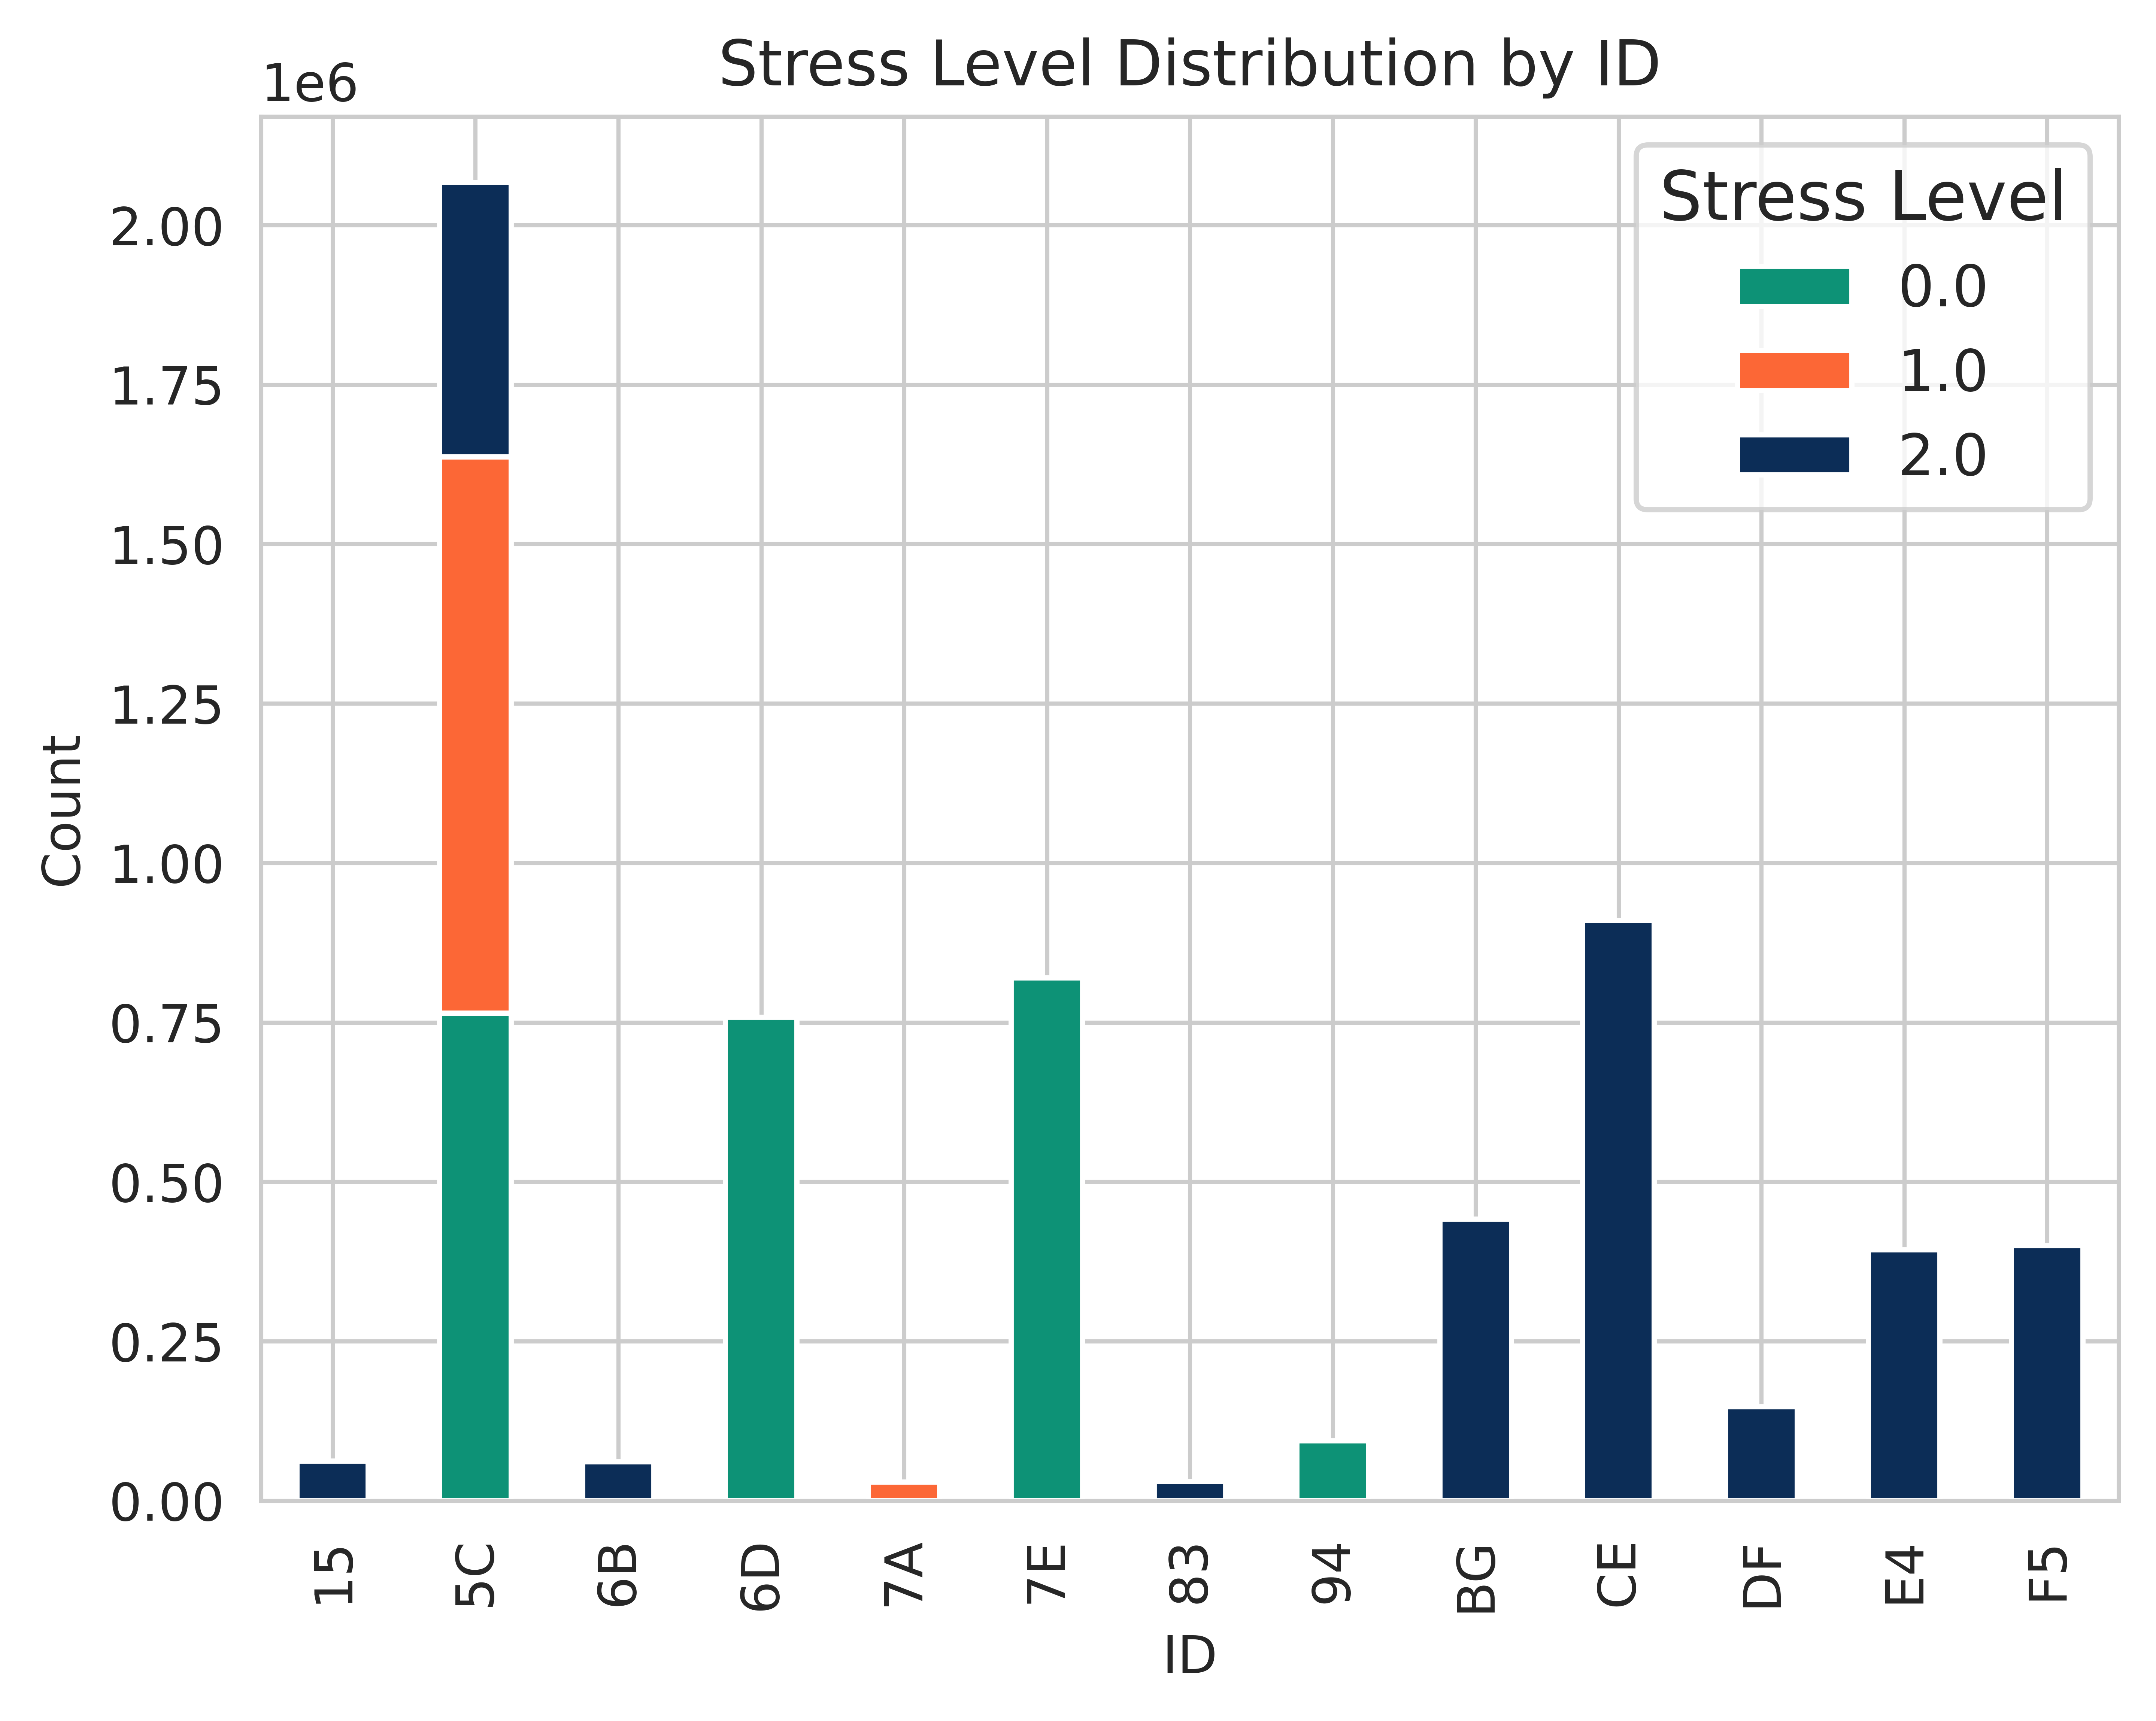 Stress Level Distribution by ID
1e6
Stress Level
0.0
1.0
2.0
2.00
1.75
1.50
1.25
1.00
0.75
0.50
0.25
0.00
Count
15
5C
6B
6D
7A
7E
83
94
BG
CE
DF
E4
F5
ID